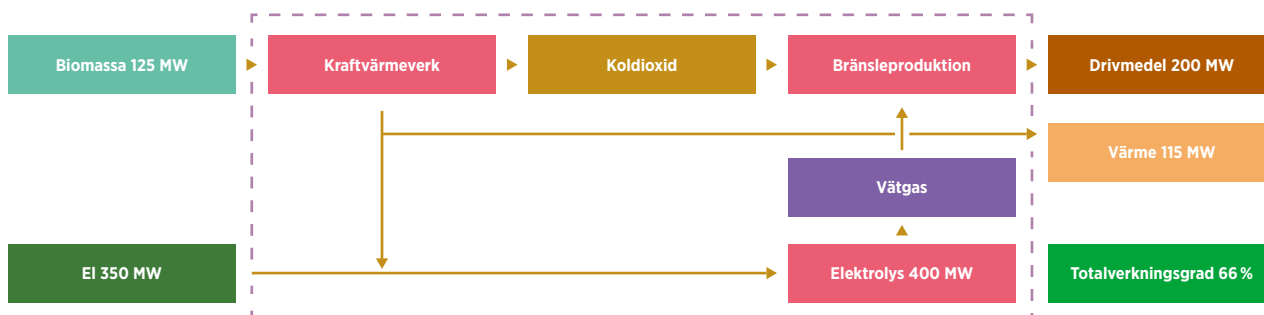 Biomassa 125 MW
Kraftvärmeverk
Koldioxid
Bränsleproduktion
Drivmedel 200 MW
Värme 115 MW
Vätgas
El 350 MW
Elektrolys 400 MW
Totalverkningsgrad 66 %